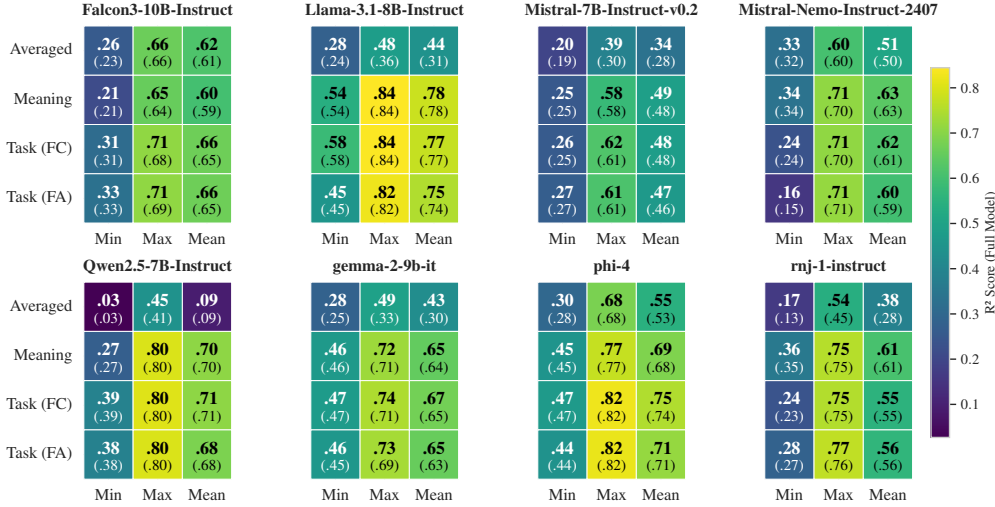 Falcon3-10B-Instruct Llama-3.1-8B-Instruct Mistral-7B-Instruct-v0.2 Mistral-Nemo-Instruct-2407
Averaged .26 .66 .62 .28 .48 .44 .20 .39 .34 .33 .60 .51
(.23) (.66) (.61) (.24) (.36) (.31) (.19) (.30) (.28) (.32) (.60) (.50)
Meaning .21 .65 .60 .54 .84 .78 .25 .58 .49 .34 .71 .63
(.21) (.64) (.59) (.54) (.84) (.78) (.25) (.58) (.48) (.34) (.70) (.63)
Task (FC) .31 .71 .66 .58 .84 .77 .26 .62 .48 .24 .71 .62
(.31) (.68) (.65) (.58) (.84) (.77) (.25) (.61) (.48) (.24) (.70) (.61)
Task (FA) .33 .71 .66 .45 .82 .75 .27 .61 .47 .16 .71 .60
(.33) (.69) (.65) (.45) (.82) (.74) (.27) (.61) (.46) (.15) (.71) (.59)
Min Max Mean Min Max Mean Min Max Mean Min Max Mean
Qwen2.5-7B-Instruct gemma-2-9b-it phi-4 rnj-1-instruct
Averaged .03 .45 .09 .28 .49 .43 .30 .68 .55 .17 .54 .38
(.03) (.41) (.09) (.25) (.33) (.30) (.28) (.68) (.53) (.13) (.45) (.28)
Meaning .27 .80 .70 .46 .72 .65 .45 .77 .69 .36 .75 .61
(.27) (.80) (.70) (.46) (.71) (.64) (.45) (.77) (.68) (.35) (.75) (.61)
Task (FC) .39 .80 .71 .47 .74 .67 .47 .82 .75 .24 .75 .55
(.39) (.80) (.71) (.47) (.71) (.65) (.47) (.82) (.74) (.23) (.75) (.55)
Task (FA) .38 .80 .68 .46 .73 .65 .44 .82 .71 .28 .77 .56
(.38) (.80) (.68) (.45) (.69) (.63) (.44) (.82) (.71) (.27) (.76) (.56)
Min Max Mean Min Max Mean Min Max Mean Min Max Mean
0.8
0.7
0.6
0.5
0.4
0.3
0.2
0.1
R² Score (Full Model)